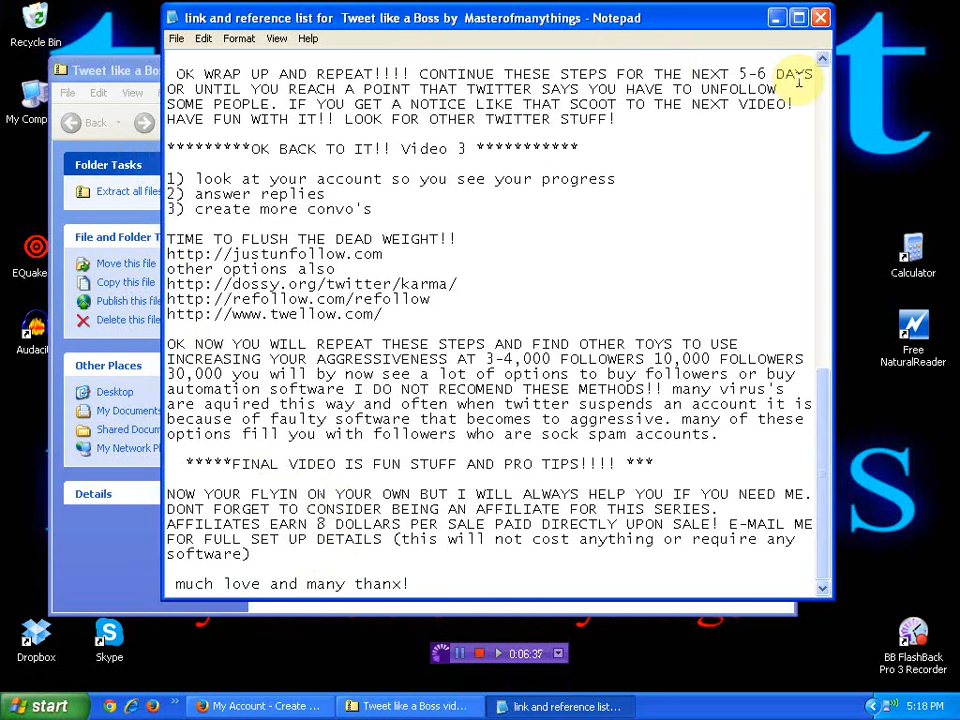 Recycle Bin
My Comp
EQuake
Audaci
Dropbox
Skype
Calculator
Free
NaturalReader
BB FlashBack
Pro 3 Recorder
Tweet like a Bos
File Edit View
Back
Folder Tasks
Extract all files
File and Folder T
Move this file
Copy this file
Publish this file
Delete this file
Other Places
Desktop
My Documents
Shared Docum
My Network Pl
Details
link and reference list for Tweet like a Boss by Masterofmanythings - Notepad
File Edit Format View Help
OK WRAP UP AND REPEAT!!!! CONTINUE THESE STEPS FOR THE NEXT 5-6 DAYS
OR UNTIL YOU REACH A POINT THAT TWITTER SAYS YOU HAVE TO UNFOLLOW
SOME PEOPLE. IF YOU GET A NOTICE LIKE THAT SCOOT TO THE NEXT VIDEO!
HAVE FUN WITH IT!! LOOK FOR OTHER TWITTER STUFF!
*********OK BACK TO IT!! Video 3 ***********
1) look at your account so you see your progress
2) answer replies
3) create more convo's
TIME TO FLUSH THE DEAD WEIGHT!!
http://justunfollow.com
other options also
http://dossy.org/twitter/karma/
http://refollow.com/refollow
http://www.twellow.com/
OK NOW YOU WILL REPEAT THESE STEPS AND FIND OTHER TOYS TO USE
INCREASING YOUR AGGRESSIVENESS AT 3-4,000 FOLLOWERS 10,000 FOLLOWERS
30,000 you will by now see a lot of options to buy followers or buy
automation software I DO NOT RECOMEND THESE METHODS!! many virus's
are aquired this way and often when twitter suspends an account it is
because of faulty software that becomes to aggressive. many of these
options fill you with followers who are sock spam accounts.
*****FINAL VIDEO IS FUN STUFF AND PRO TIPS!!!! ***
NOW YOUR FLYIN ON YOUR OWN BUT I WILL ALWAYS HELP YOU IF YOU NEED ME.
DONT FORGET TO CONSIDER BEING AN AFFILIATE FOR THIS SERIES.
AFFILIATES EARN 8 DOLLARS PER SALE PAID DIRECTLY UPON SALE! E-MAIL ME
FOR FULL SET UP DETAILS (this will not cost anything or require any
software)
much love and many thanx!
0:06:37
start
My Account - Create ...
Tweet like a Boss vid...
link and reference list...
5:18 PM